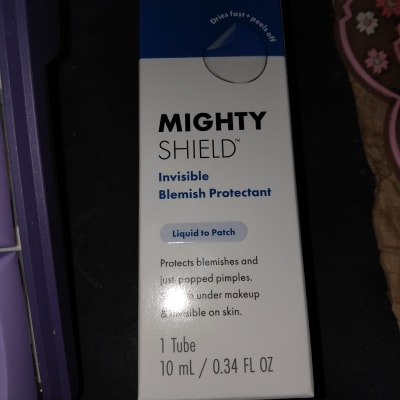 Dries fast + peels off
MIGHTY
SHIELD™
Invisible
Blemish Protectant
Liquid to Patch
Protects blemishes and
just-popped pimples.
under makeup
& invisible on skin.
1 Tube
10 mL / 0.34 FL OZ